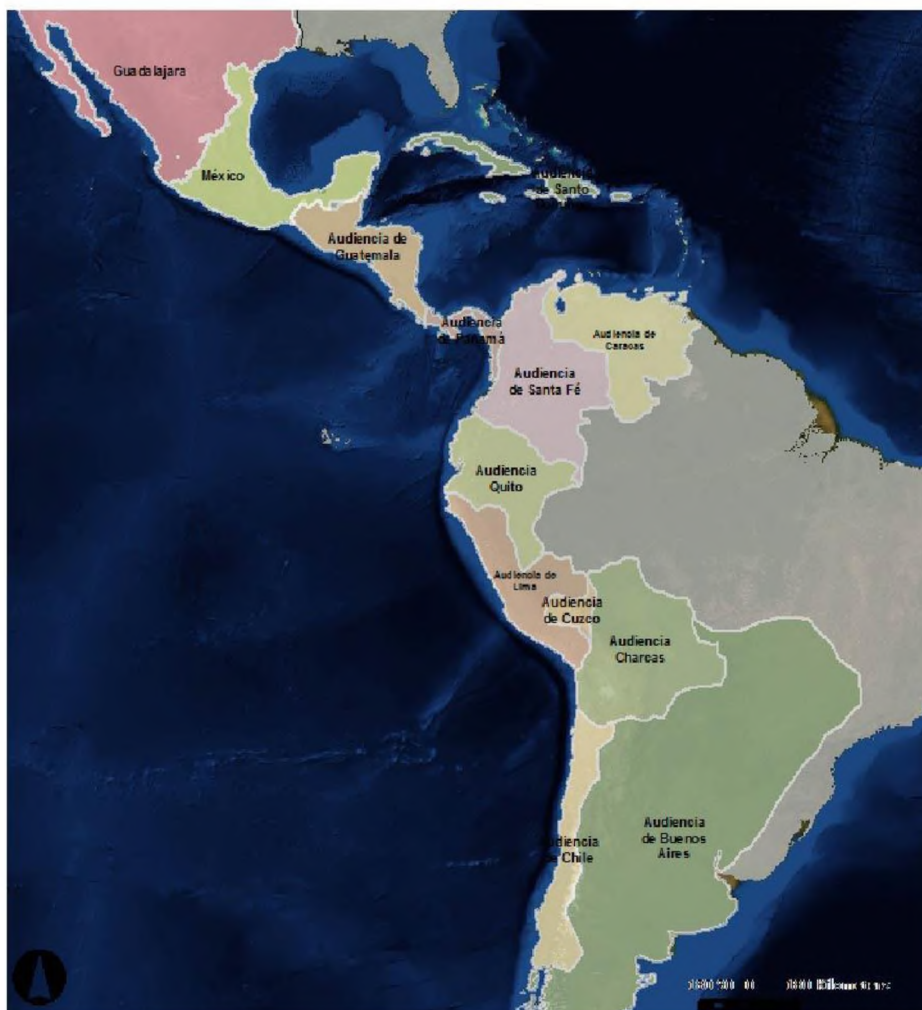 Guadalajara
México
Audiencia
de Santo
Audiencia de
Guatemala
Audiencia
de Panamá
Audiencia de
Caracas
Audiencia
de Santa Fé
Audiencia
Quito
Audiencia de
Lima
Audiencia
de Cuzco
Audiencia
Charcas
Audiencia
de Buenos
Aires
Audiencia
de Chile